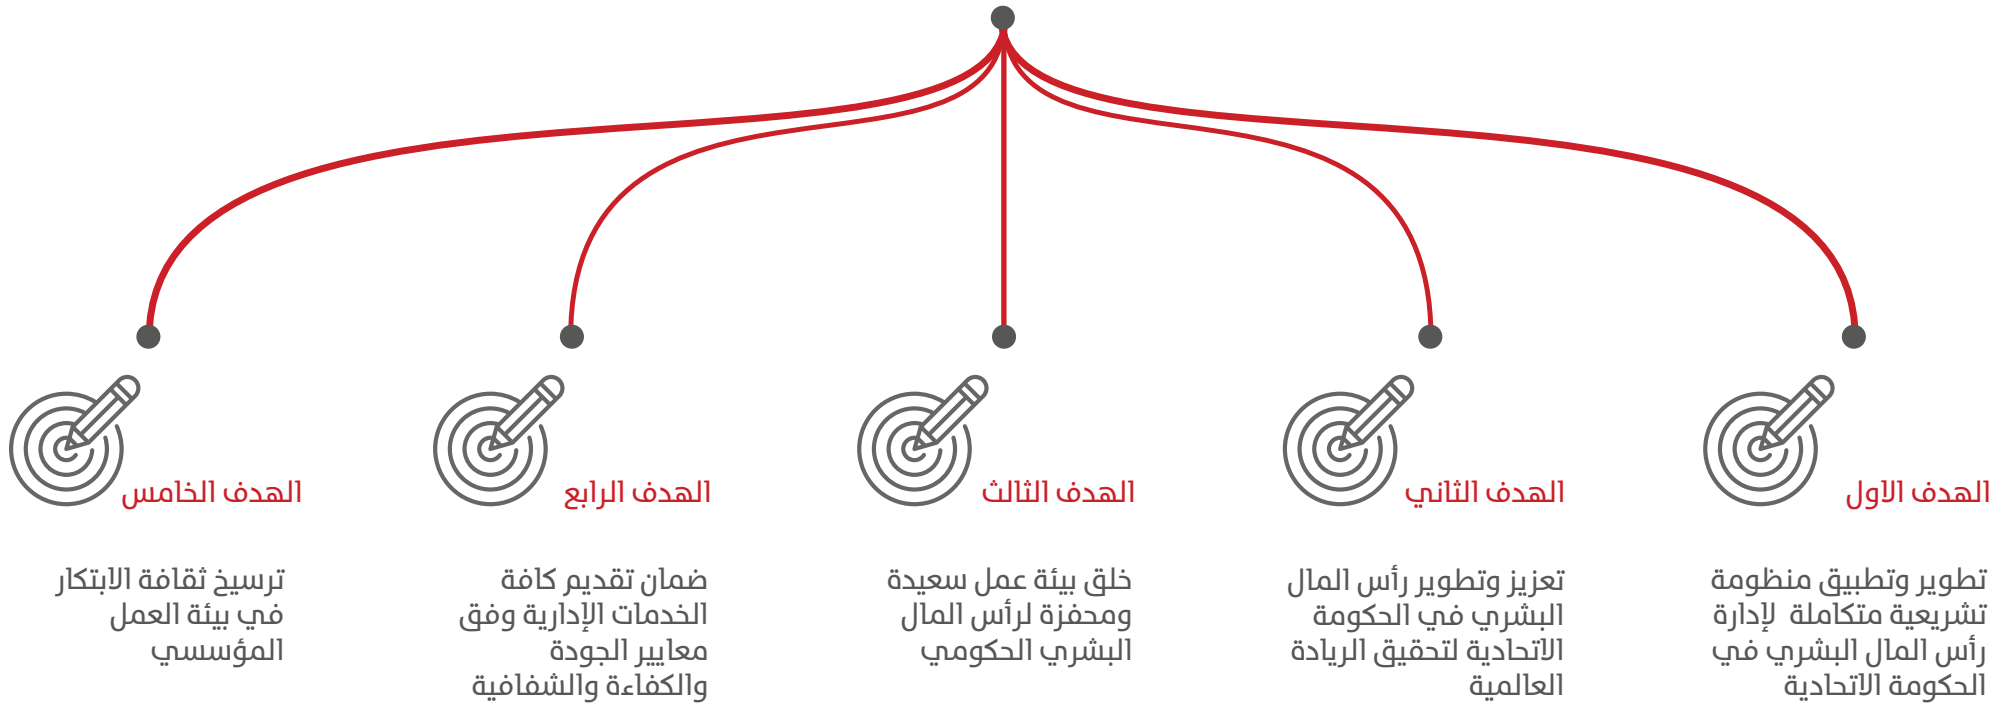 الهدف الاول
تطوير وتطبيق منظومة
تشريعية متكاملة لإدارة
رأس المال البشري في
الحكومة الاتحادية
الهدف الثاني
تعزيز وتطوير رأس المال
البشري في الحكومة
الاتحادية لتحقيق الريادة
العالمية
الهدف الثالث
خلق بيئة عمل سعيدة
ومحفزة لرأس المال
البشري الحكومي
الهدف الرابع
ضمان تقديم كافة
الخدمات الإدارية وفق
معايير الجودة
والكفاءة والشفافية
الهدف الخامس
ترسيخ ثقافة الابتكار
في بيئة العمل
المؤسسي